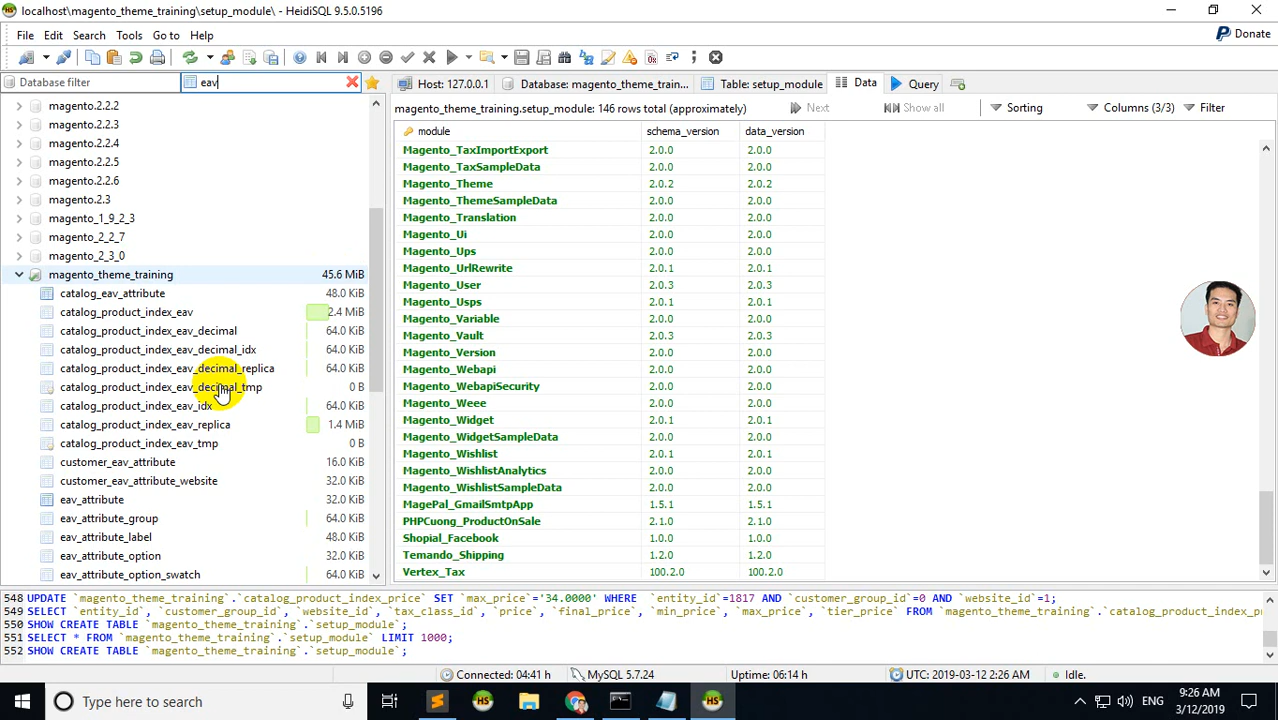 localhost\magento_theme_training\setup_module\ - HeidiSQL 9.5.0.5196
File Edit Search Tools Go to Help
Donate
Database filter
eav
Host: 127.0.0.1
Database: magento_theme_train...
Table: setup_module
Data
Query
magento_theme_training.setup_module: 146 rows total (approximately)
Next
Show all
Sorting
Columns (3/3)
Filter
magento.2.2.2
magento.2.2.3
magento.2.2.4
magento.2.2.5
magento.2.2.6
magento.2.3
magento_1_9_2_3
magento_2_2_7
magento_2_3_0
magento_theme_training 45.6 MiB
catalog_eav_attribute 48.0 KiB
catalog_product_index_eav 2.4 MiB
catalog_product_index_eav_decimal 64.0 KiB
catalog_product_index_eav_decimal_idx 64.0 KiB
catalog_product_index_eav_decimal_replica 64.0 KiB
catalog_product_index_eav_decimal_tmp 0 B
catalog_product_index_eav_idx 64.0 KiB
catalog_product_index_eav_replica 1.4 MiB
catalog_product_index_eav_tmp 0 B
customer_eav_attribute 16.0 KiB
customer_eav_attribute_website 32.0 KiB
eav_attribute 32.0 KiB
eav_attribute_group 64.0 KiB
eav_attribute_label 48.0 KiB
eav_attribute_option 32.0 KiB
eav_attribute_option_swatch 64.0 KiB
module schema_version data_version
Magento_TaxImportExport 2.0.0 2.0.0
Magento_TaxSampleData 2.0.0 2.0.0
Magento_Theme 2.0.2 2.0.2
Magento_ThemeSampleData 2.0.0 2.0.0
Magento_Translation 2.0.0 2.0.0
Magento_Ui 2.0.0 2.0.0
Magento_Ups 2.0.0 2.0.0
Magento_UrlRewrite 2.0.1 2.0.1
Magento_User 2.0.3 2.0.3
Magento_Usps 2.0.1 2.0.1
Magento_Variable 2.0.0 2.0.0
Magento_Vault 2.0.3 2.0.3
Magento_Version 2.0.0 2.0.0
Magento_Webapi 2.0.0 2.0.0
Magento_WebapiSecurity 2.0.0 2.0.0
Magento_Weee 2.0.0 2.0.0
Magento_Widget 2.0.1 2.0.1
Magento_WidgetSampleData 2.0.0 2.0.0
Magento_Wishlist 2.0.1 2.0.1
Magento_WishlistAnalytics 2.0.0 2.0.0
Magento_WishlistSampleData 2.0.0 2.0.0
MagePal_GmailSmtpApp 1.5.1 1.5.1
PHPCuong_ProductOnSale 2.1.0 2.1.0
Shopial_Facebook 1.0.0 1.0.0
Temando_Shipping 1.2.0 1.2.0
Vertex_Tax 100.2.0 100.2.0
548 UPDATE `magento_theme_training`.`catalog_product_index_price` SET `max_price`='34.0000' WHERE `entity_id`=1817 AND `customer_group_id`=0 AND `website_id`=1;
549 SELECT `entity_id`, `customer_group_id`, `website_id`, `tax_class_id`, `price`, `final_price`, `min_price`, `max_price`, `tier_price` FROM `magento_theme_training`.`catalog_product_index_pr
550 SHOW CREATE TABLE `magento_theme_training`.`setup_module`;
551 SELECT * FROM `magento_theme_training`.`setup_module` LIMIT 1000;
552 SHOW CREATE TABLE `magento_theme_training`.`setup_module`;
Connected: 04:41 h
MySQL 5.7.24
Uptime: 06:14 h
UTC: 2019-03-12 2:26 AM
Idle.
Type here to search
ENG
9:26 AM
3/12/2019